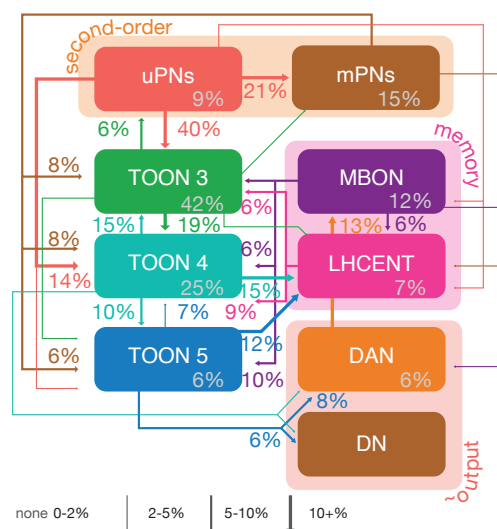 second-order
uPNs
9%
21%
mPNs
15%
6%
40%
memory
8%
TOON 3
42%
MBON
12%
15%
19%
6%
13%
6%
8%
6%
TOON 4
25%
LHCENT
7%
14%
15%
10%
7%
9%
12%
TOON 5
6%
DAN
6%
6%
10%
8%
6%
DN
~output
none 0-2%
2-5%
5-10%
10+%